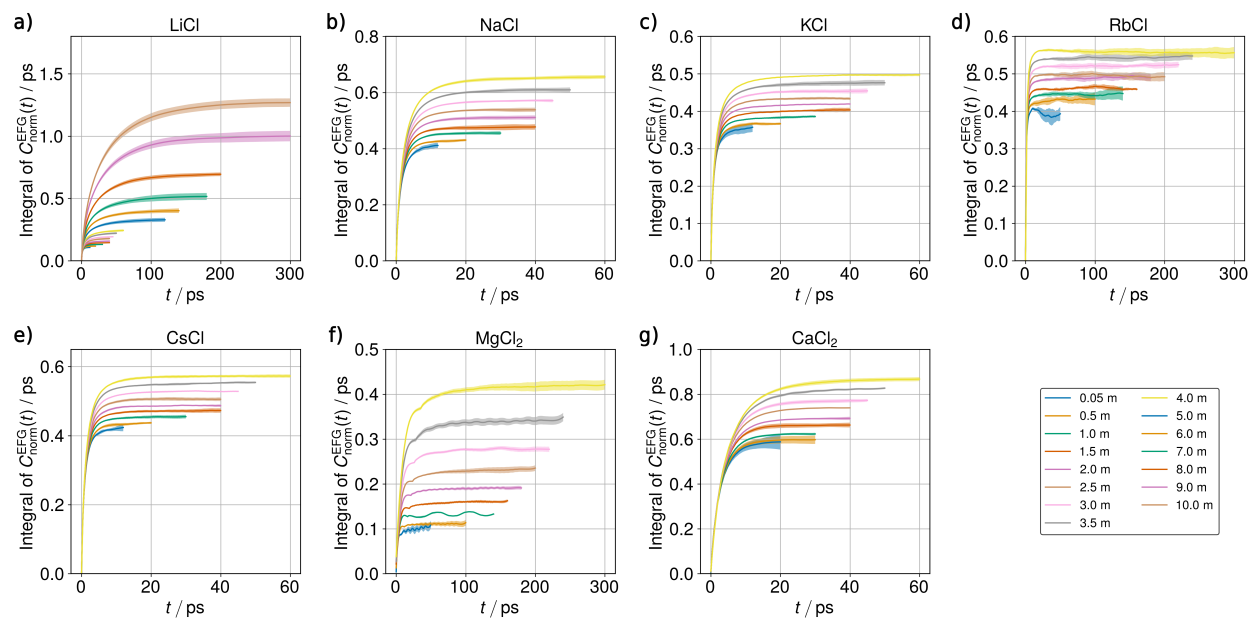 a) LiCl
b) NaCl
c) KCl
d) RbCl
Integral of C^EFG_norm(t) / ps
0.0
0.5
1.0
1.5
0
100
200
300
t / ps
Integral of C^EFG_norm(t) / ps
0.0
0.2
0.4
0.6
0.8
0
20
40
60
t / ps
Integral of C^EFG_norm(t) / ps
0.0
0.1
0.2
0.3
0.4
0.5
0.6
0
20
40
60
t / ps
Integral of C^EFG_norm(t) / ps
0.0
0.1
0.2
0.3
0.4
0.5
0.6
0
100
200
300
t / ps
e) CsCl
f) MgCl₂
g) CaCl₂
Integral of C^EFG_norm(t) / ps
0.0
0.2
0.4
0.6
0
20
40
60
t / ps
Integral of C^EFG_norm(t) / ps
0.0
0.1
0.2
0.3
0.4
0.5
0
100
200
300
t / ps
Integral of C^EFG_norm(t) / ps
0.0
0.2
0.4
0.6
0.8
1.0
0
20
40
60
t / ps
0.05 m
0.5 m
1.0 m
1.5 m
2.0 m
2.5 m
3.0 m
3.5 m
4.0 m
5.0 m
6.0 m
7.0 m
8.0 m
9.0 m
10.0 m